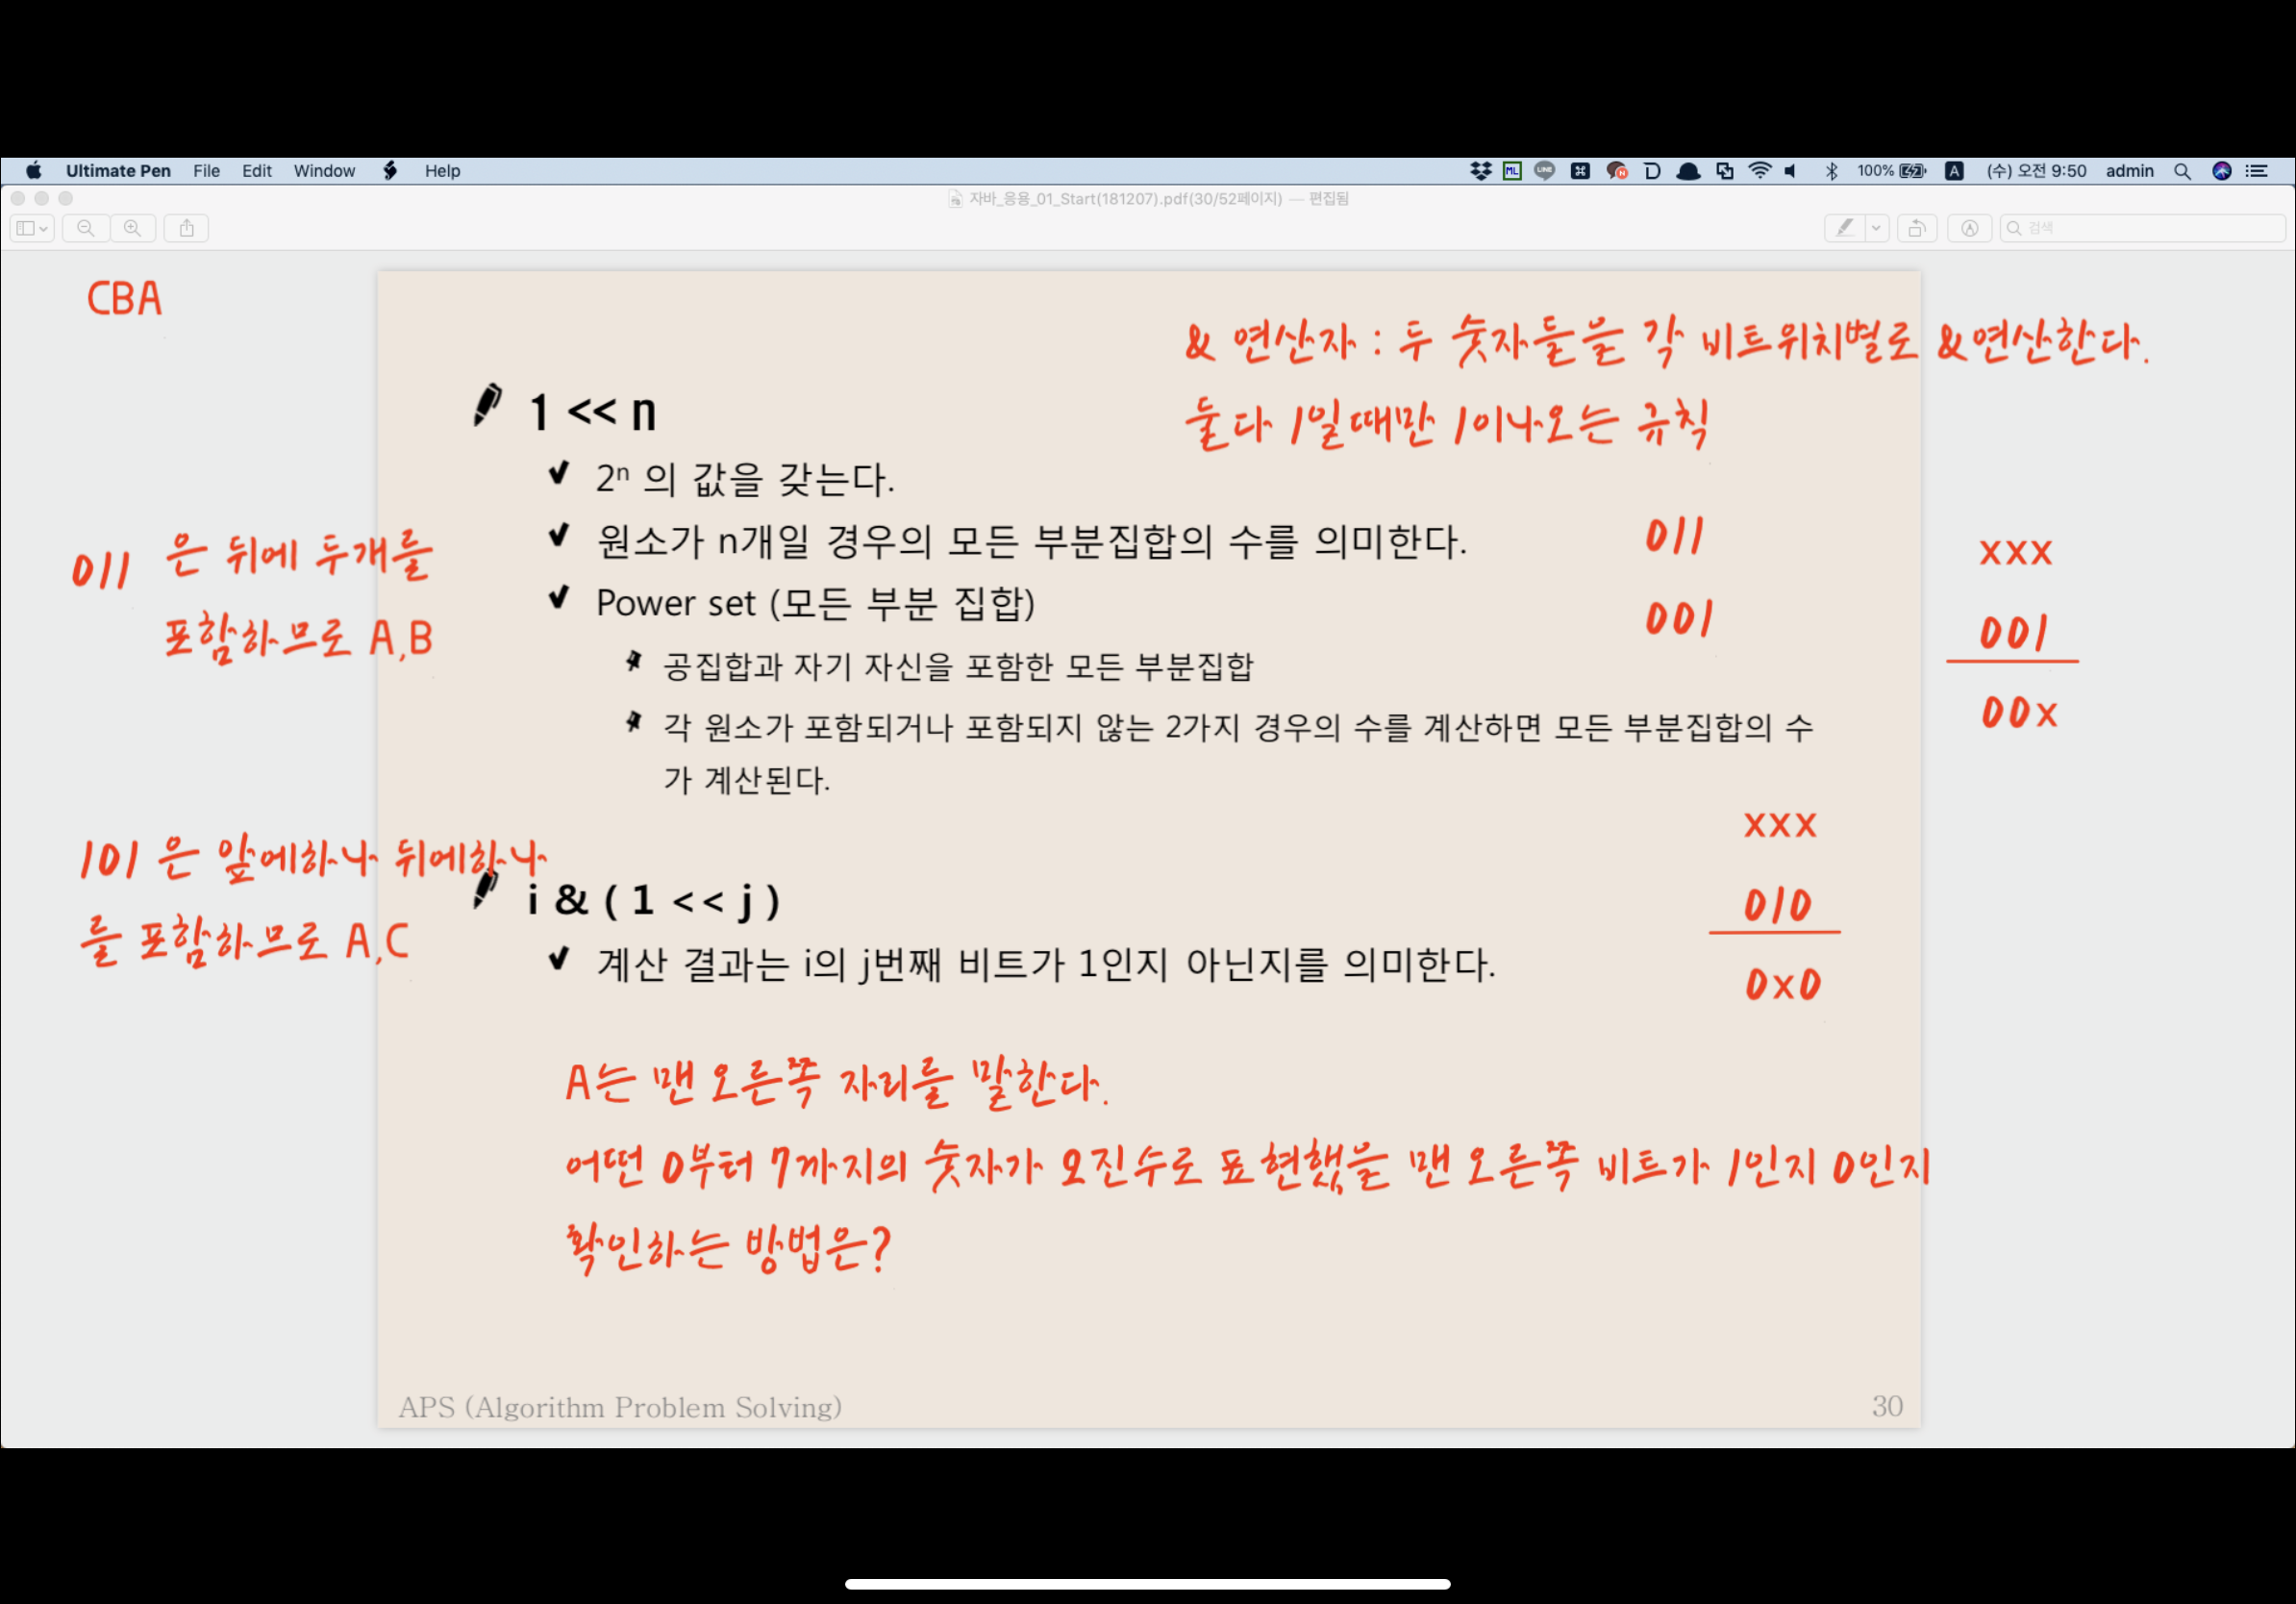 Ultimate Pen File Edit Window Help 100% A (수) 오전 9:50 admin
자바_응용_01_Start(181207).pdf(30/52페이지) — 편집됨
검색
CBA
& 연산자 : 두 숫자들을 각 비트위치별로 &연산한다.
둘다 1일때만 1이나오는 규칙
1 << n
2ⁿ 의 값을 갖는다.
원소가 n개일 경우의 모든 부분집합의 수를 의미한다.
Power set (모든 부분 집합)
공집합과 자기 자신을 포함한 모든 부분집합
각 원소가 포함되거나 포함되지 않는 2가지 경우의 수를 계산하면 모든 부분집합의 수
가 계산된다.
011 은 뒤에 두개를
포함하므로 A,B
011
001
xxx
001
00x
101 은 앞에하나 뒤에하나
를 포함하므로 A,C
i & ( 1 << j )
계산 결과는 i의 j번째 비트가 1인지 아닌지를 의미한다.
xxx
010
0x0
A는 맨 오른쪽 자리를 말한다.
어떤 0부터 7까지의 숫자가 오진수로 표현했을 맨 오른쪽 비트가 1인지 0인지
확인하는 방법은?
APS (Algorithm Problem Solving)
30